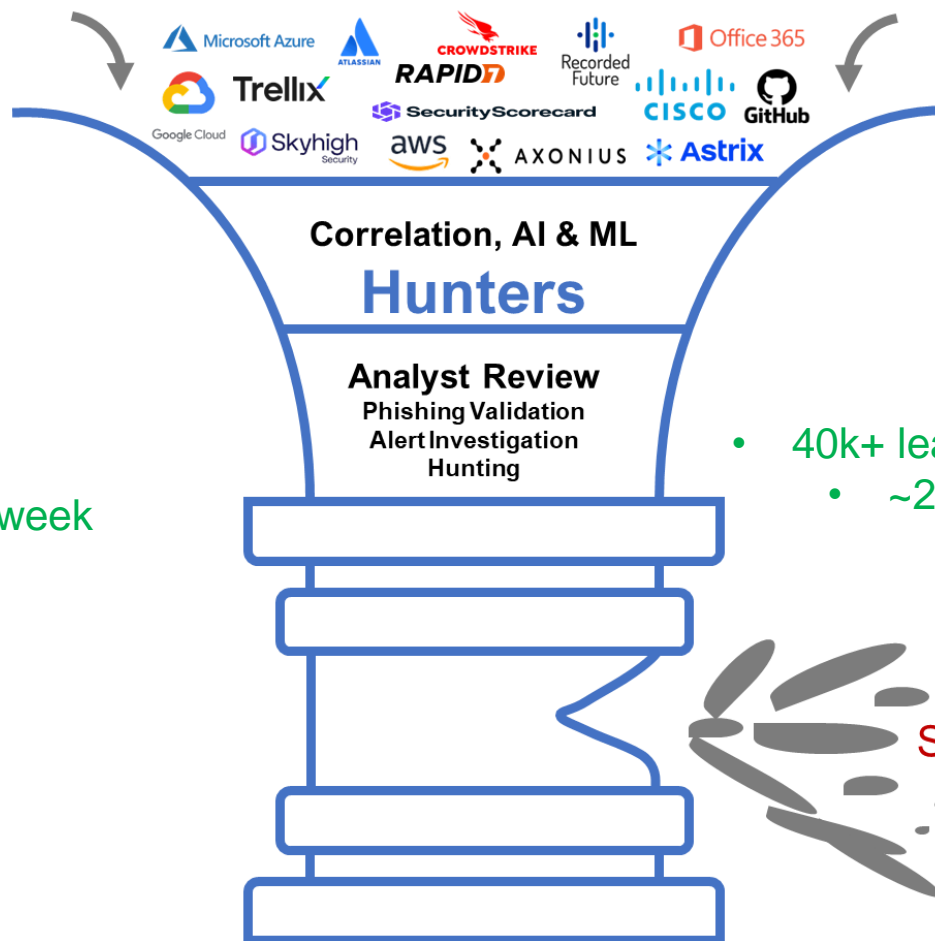 Microsoft Azure
ATLASSIAN
CROWDSTRIKE
Recorded
Future
Office 365
Google Cloud
Trellix
RAPID7
SecurityScorecard
CISCO
GitHub
Skyhigh
Security
aws
AXONIUS
Astrix
Correlation, AI & ML
Hunters
Analyst Review
Phishing Validation
Alert Investigation
Hunting
week
• 40k+ lea
• ~2
S